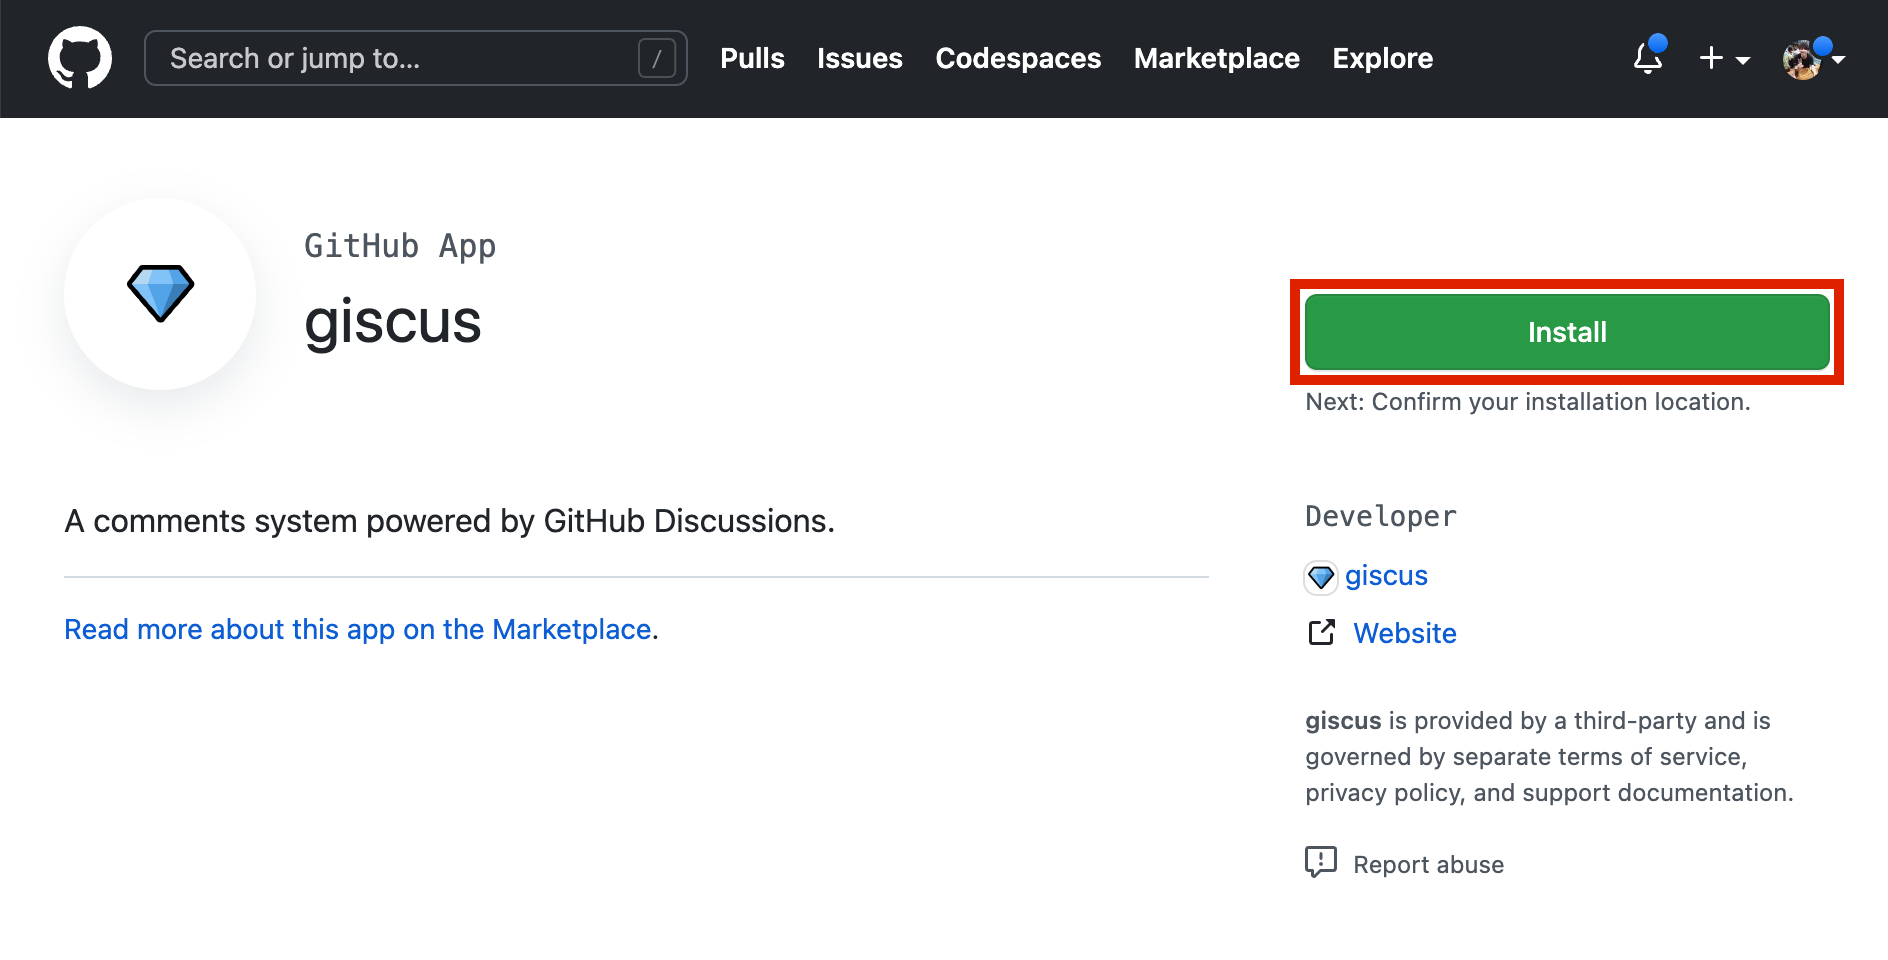 Search or jump to...
/
Pulls
Issues
Codespaces
Marketplace
Explore
GitHub App
giscus
Install
Next: Confirm your installation location.
A comments system powered by GitHub Discussions.
Read more about this app on the Marketplace.
Developer
giscus
Website
giscus is provided by a third-party and is
governed by separate terms of service,
privacy policy, and support documentation.
Report abuse